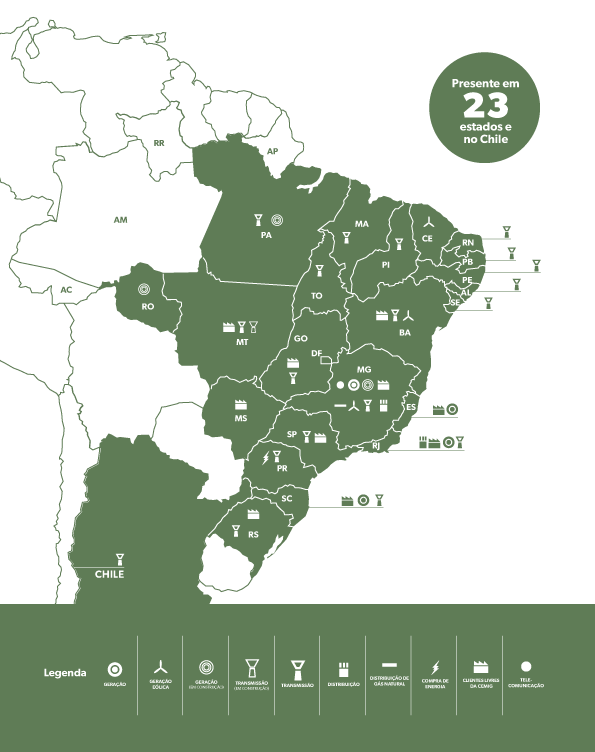 Presente em
23
estados e
no Chile
RR
AP
AM
PA
MA
CE
RN
PB
PE
AL
SE
PI
AC
RO
TO
MT
BA
GO
DF
MG
MS
ES
SP
RJ
PR
SC
RS
CHILE
Legenda
GERAÇÃO
GERAÇÃO
EÓLICA
GERAÇÃO
(EM CONSTRUÇÃO)
TRANSMISSÃO
(EM CONSTRUÇÃO)
TRANSMISSÃO
DISTRIBUIÇÃO
DISTRIBUIÇÃO DE
GÁS NATURAL
COMPRA DE
ENERGIA
CLIENTES LIVRES
DA CEMIG
TELE-
COMUNICAÇÃO